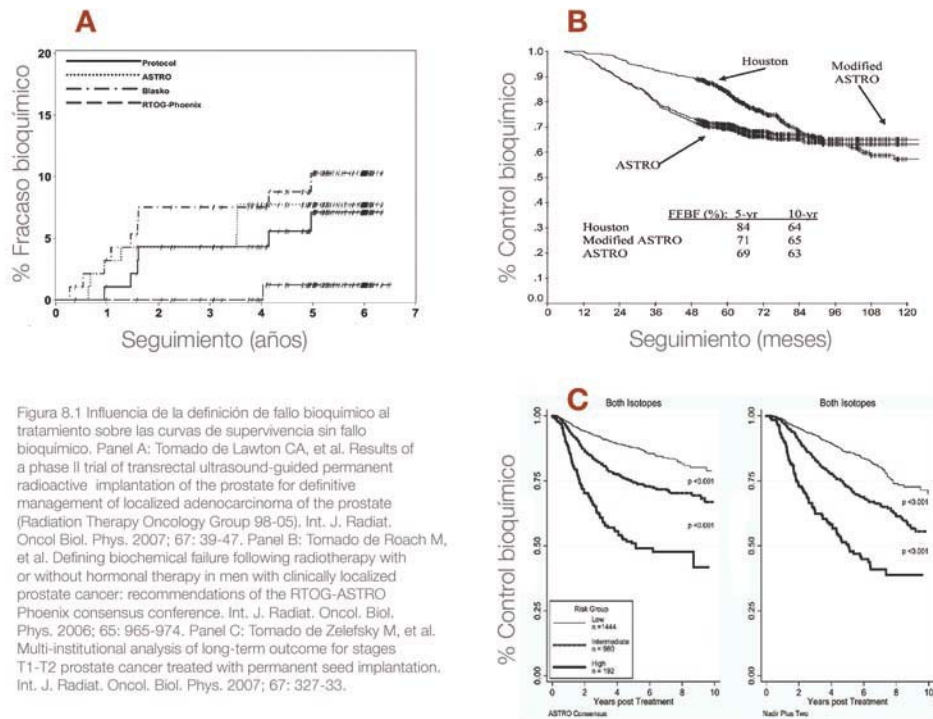 A
% Fracaso bioquímico
20
15
10
5
0
Protocol
ASTRO
Blasko
RTOG-Phoenix
0 1 2 3 4 5 6 7
Seguimiento (años)
B
% Control bioquímico
1.0
.9
.8
.7
.6
.5
.4
.3
.2
.1
0.0
Houston
Modified
ASTRO
ASTRO
FFBF (%): 5-yr 10-yr
Houston 84 64
Modified ASTRO 71 65
ASTRO 69 63
0 12 24 36 48 60 72 84 96 108 120
Seguimiento (meses)
Figura 8.1 Influencia de la definición de fallo bioquímico al
tratamiento sobre las curvas de supervivencia sin fallo
bioquímico. Panel A: Tomado de Lawton CA, et al. Results of
a phase II trial of transrectal ultrasound-guided permanent
radioactive implantation of the prostate for definitive
management of localized adenocarcinoma of the prostate
(Radiation Therapy Oncology Group 98-05). Int. J. Radiat.
Oncol Biol. Phys. 2007; 67: 39-47. Panel B: Tomado de Roach M,
et al. Defining biochemical failure following radiotherapy with
or without hormonal therapy in men with clinically localized
prostate cancer: recommendations of the RTOG-ASTRO
Phoenix consensus conference. Int. J. Radiat. Oncol. Biol.
Phys. 2006; 65: 965-974. Panel C: Tomado de Zelefsky M, et al.
Multi-institutional analysis of long-term outcome for stages
T1-T2 prostate cancer treated with permanent seed implantation.
Int. J. Radiat. Oncol. Biol. Phys. 2007; 67: 327-33.
C
% Control bioquímico
Both Isotopes
1.00
0.75
0.50
0.25
0.00
p <0.001
p <0.001
Risk Group
Low
n =1444
Intermediate
n = 960
High
n = 192
0 2 4 6 8 10
Years post Treatment
ASTRO Consensus
Both Isotopes
1.00
0.75
0.50
0.25
0.00
p <0.001
p <0.001
0 2 4 6 8 10
Years post Treatment
Nadir Plus Two